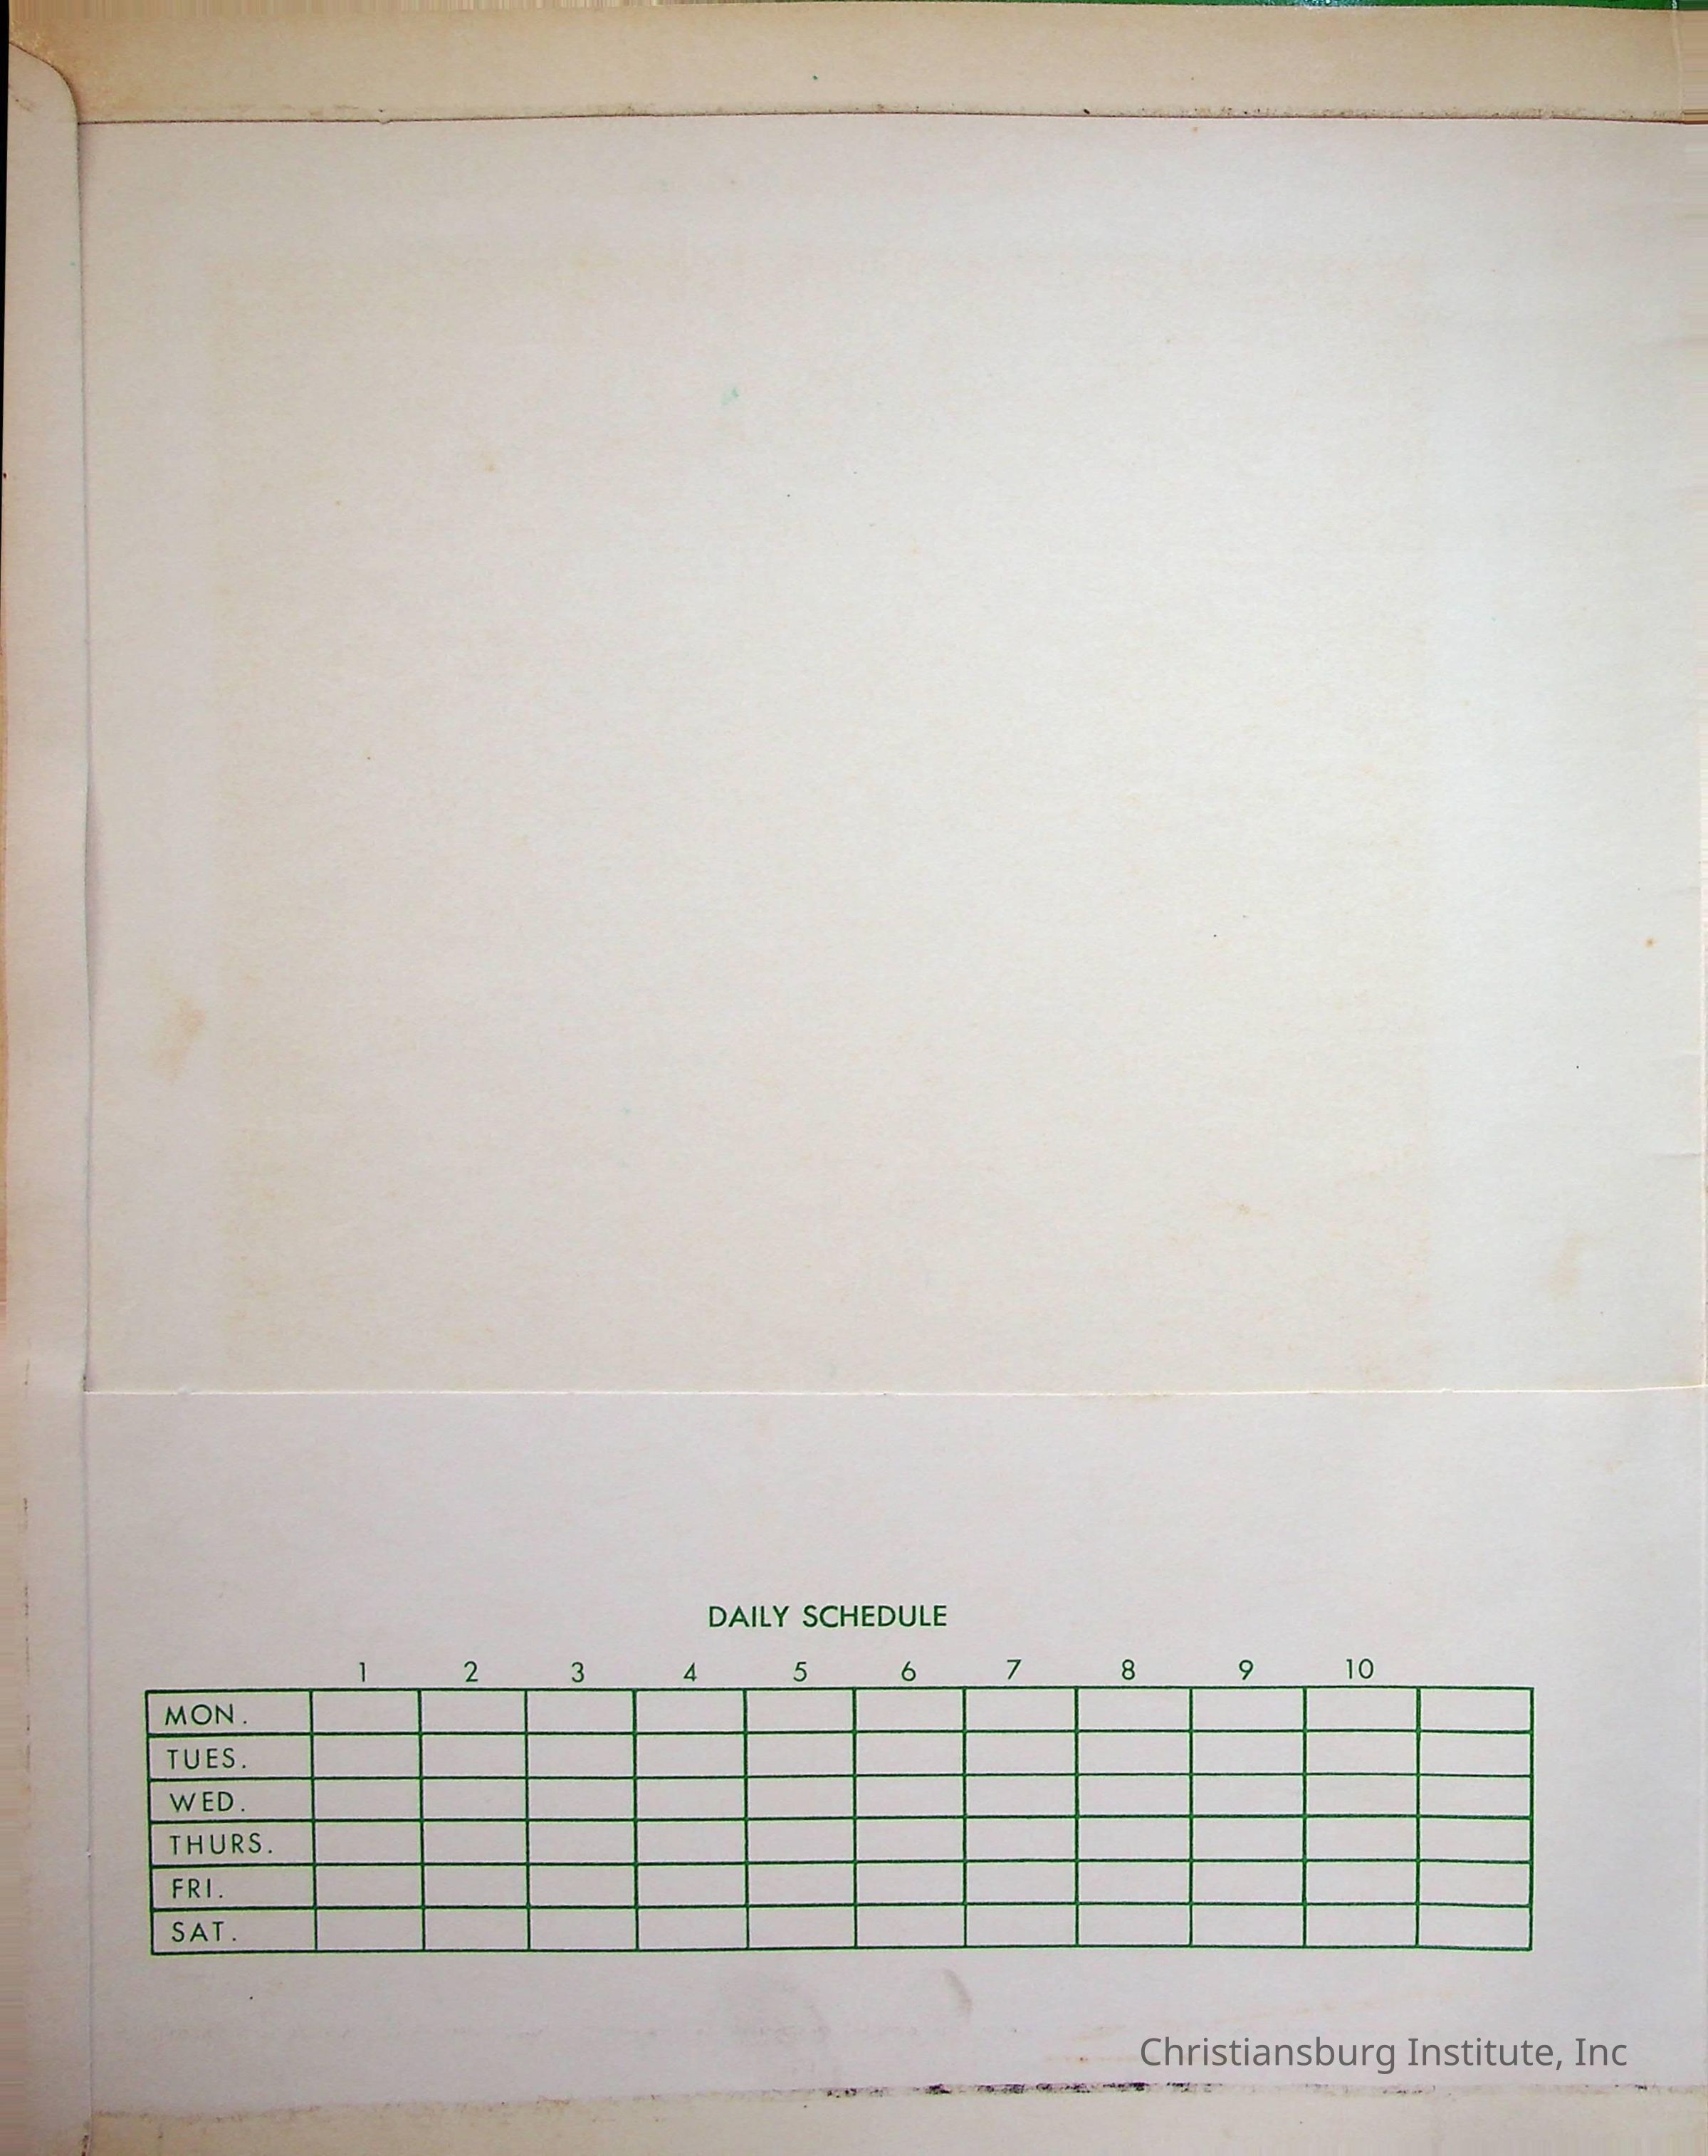 DAILY SCHEDULE
1 2 3 4 5 6 7 8 9 10
MON.
TUES.
WED.
THURS.
FRI.
SAT.
Christiansburg Institute, Inc